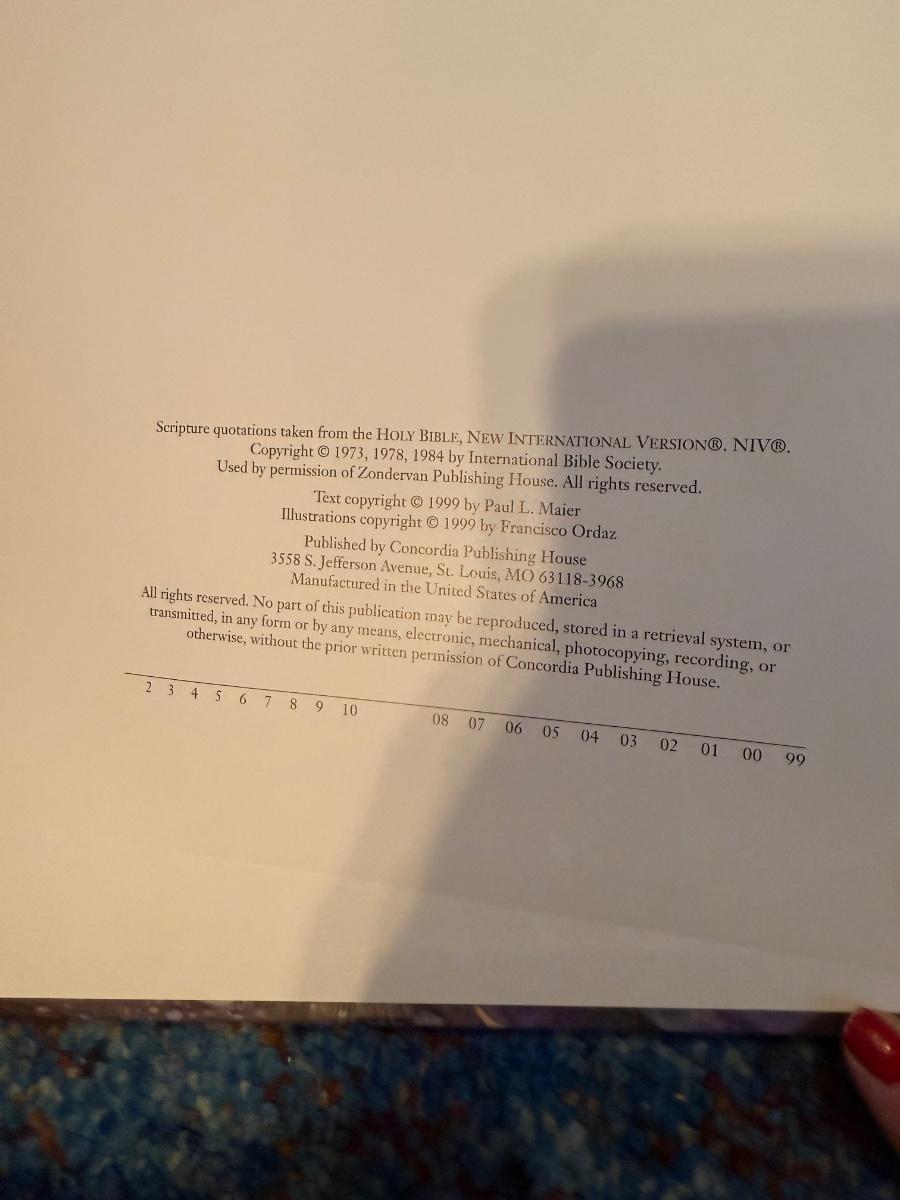 Scripture quotations taken from the HOLY BIBLE, NEW INTERNATIONAL VERSION®. NIV®.
Copyright © 1973, 1978, 1984 by International Bible Society.
Used by permission of Zondervan Publishing House. All rights reserved.
Text copyright © 1999 by Paul L. Maier
Illustrations copyright © 1999 by Francisco Ordaz
Published by Concordia Publishing House
3558 S. Jefferson Avenue, St. Louis, MO 63118-3968
Manufactured in the United States of America
All rights reserved. No part of this publication may be reproduced, stored in a retrieval system, or
transmitted, in any form or by any means, electronic, mechanical, photocopying, recording, or
otherwise, without the prior written permission of Concordia Publishing House.
2 3 4 5 6 7 8 9 10 08 07 06 05 04 03 02 01 00 99